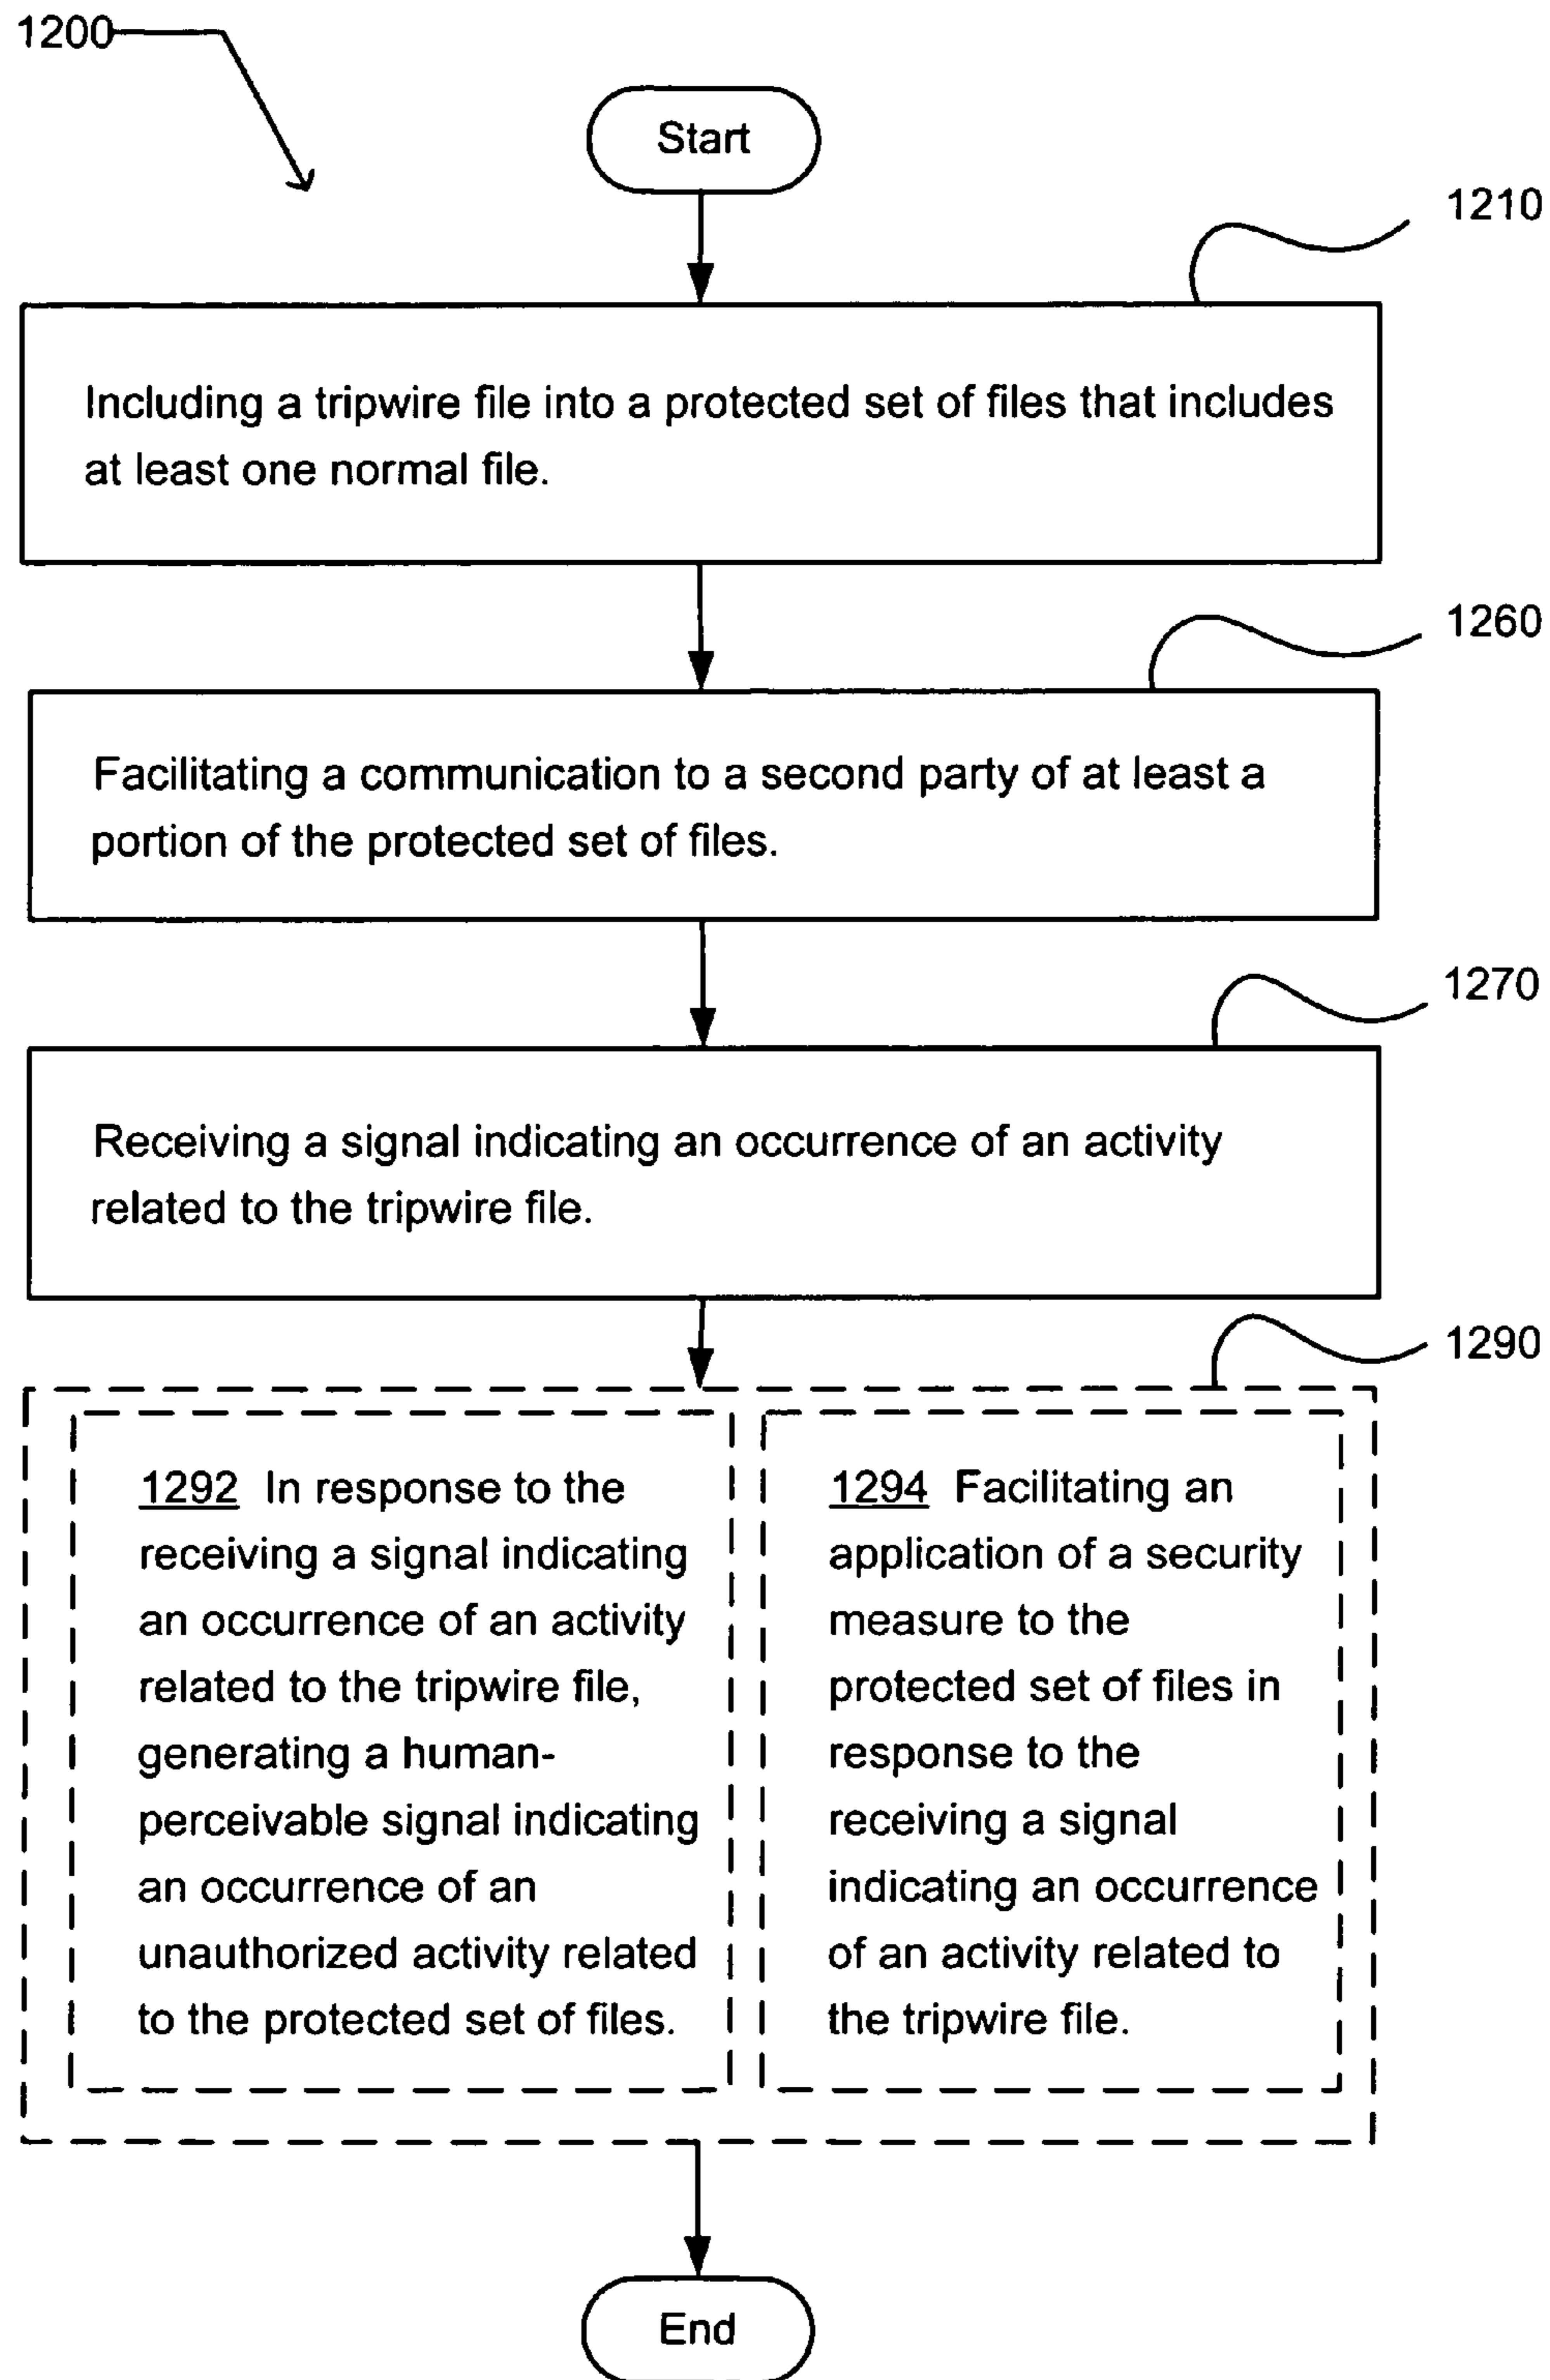 1200
Start
1210
Including a tripwire file into a protected set of files that includes
at least one normal file.
1260
Facilitating a communication to a second party of at least a
portion of the protected set of files.
1270
Receiving a signal indicating an occurrence of an activity
related to the tripwire file.
1290
1292 In response to the
receiving a signal indicating
an occurrence of an activity
related to the tripwire file,
generating a human-
perceivable signal indicating
an occurrence of an
unauthorized activity related
to the protected set of files.
1294 Facilitating an
application of a security
measure to the
protected set of files in
response to the
receiving a signal
indicating an occurrence
of an activity related to
the tripwire file.
End